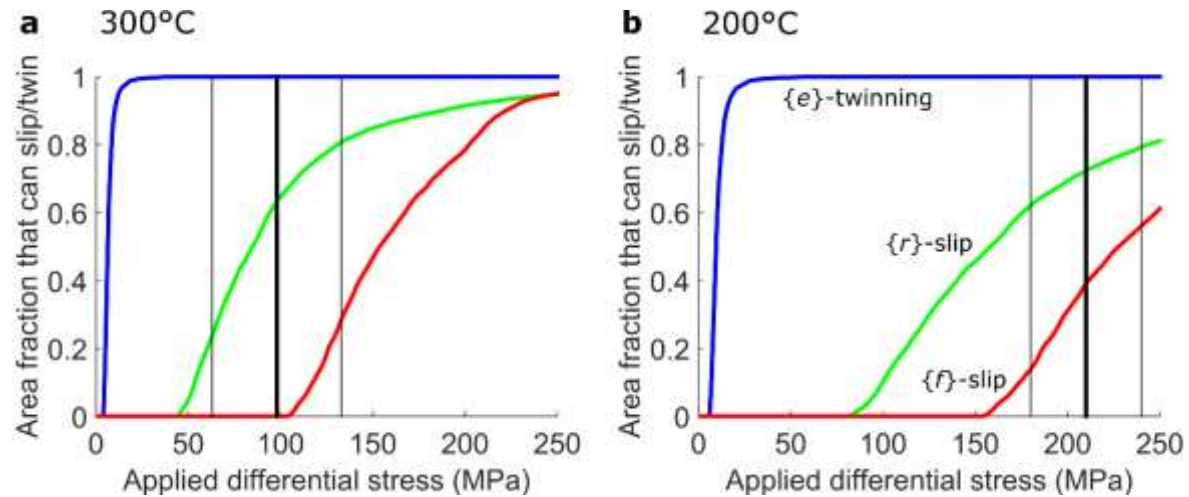 a 300°C
Area fraction that can slip/twin
1
0.8
0.6
0.4
0.2
0
0 50 100 150 200 250
Applied differential stress (MPa)
b 200°C
Area fraction that can slip/twin
1
0.8
0.6
0.4
0.2
0
{e}-twinning
{r}-slip
{f}-slip
0 50 100 150 200 250
Applied differential stress (MPa)